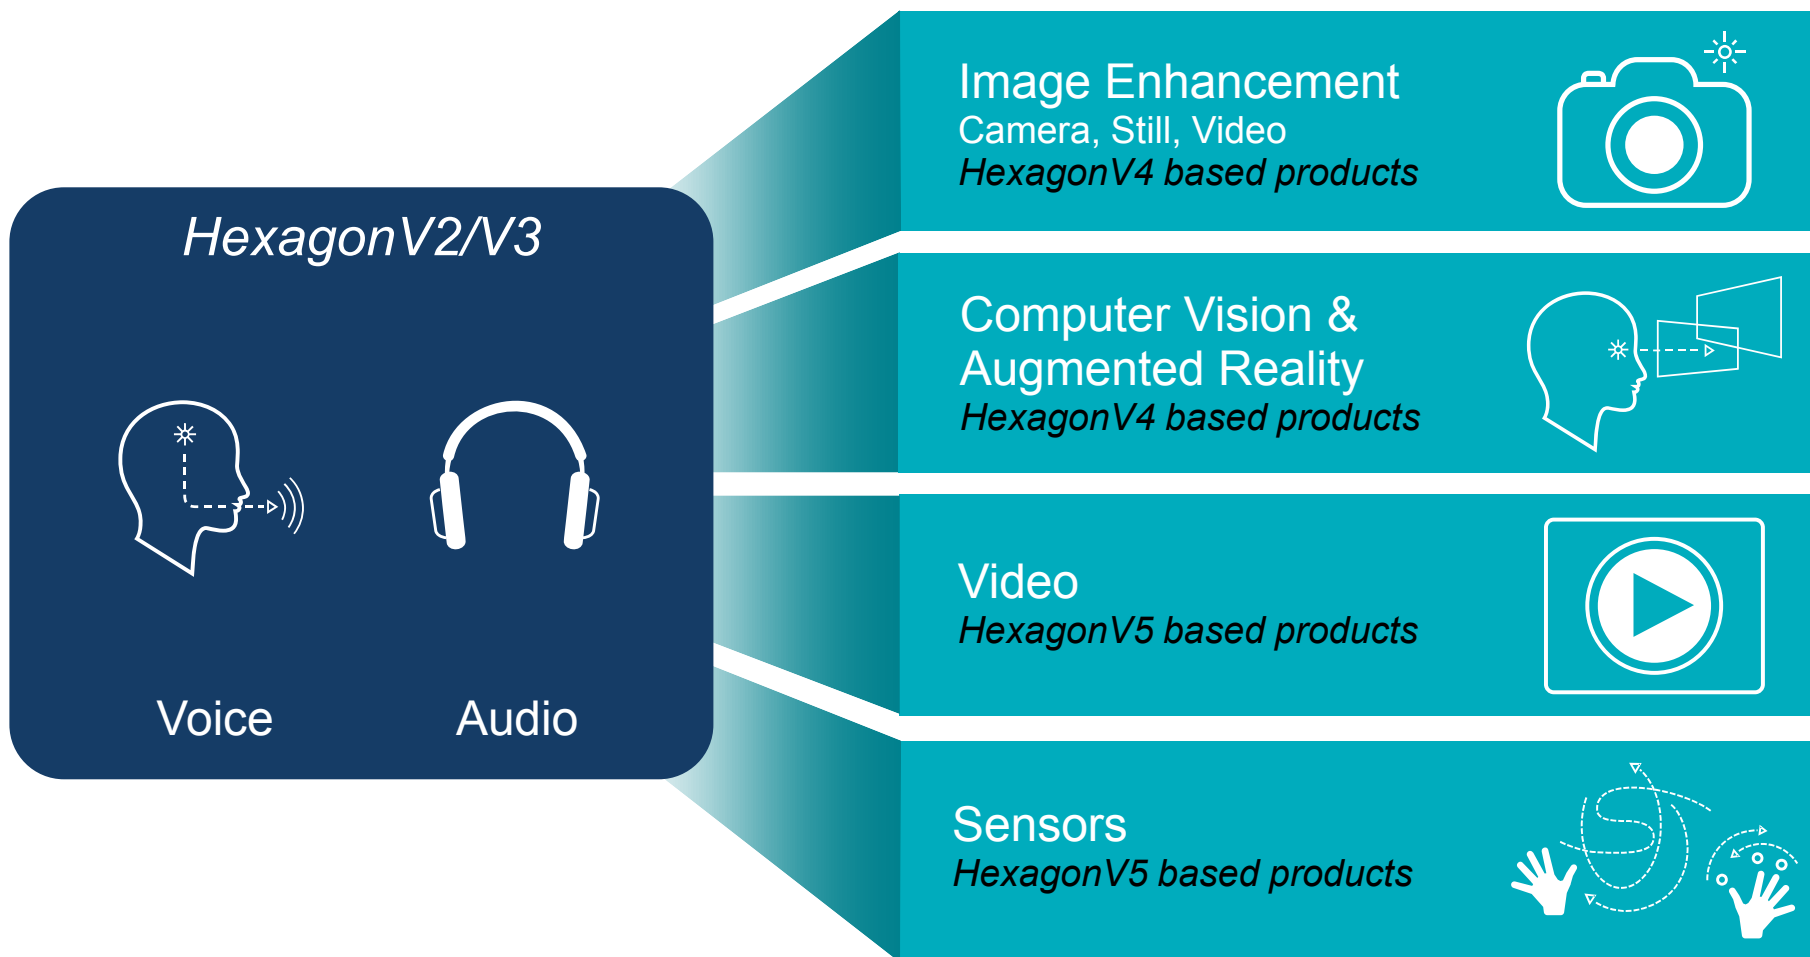 HexagonV2/V3
Voice
Audio
Image Enhancement
Camera, Still, Video
HexagonV4 based products
Computer Vision &
Augmented Reality
HexagonV4 based products
Video
HexagonV5 based products
Sensors
HexagonV5 based products